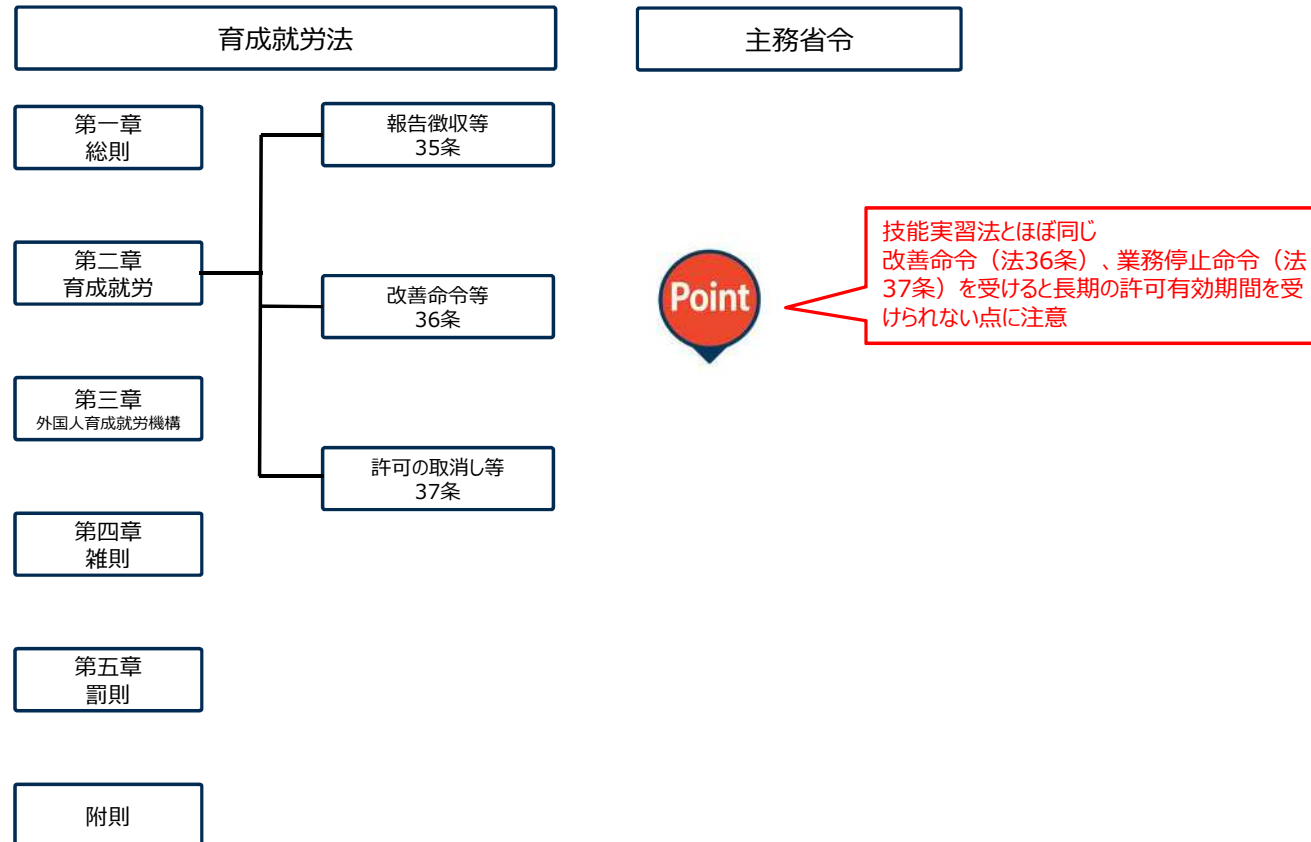 育成就労法
主務省令
第一章
総則
報告徴収等
35条
第二章
育成就労
改善命令等
36条
Point
技能実習法とほぼ同じ
改善命令（法36条）、業務停止命令（法
37条）を受けると長期の許可有効期間を受
けられない点に注意
第三章
外国人育成就労機構
許可の取消し等
37条
第四章
雑則
第五章
罰則
附則